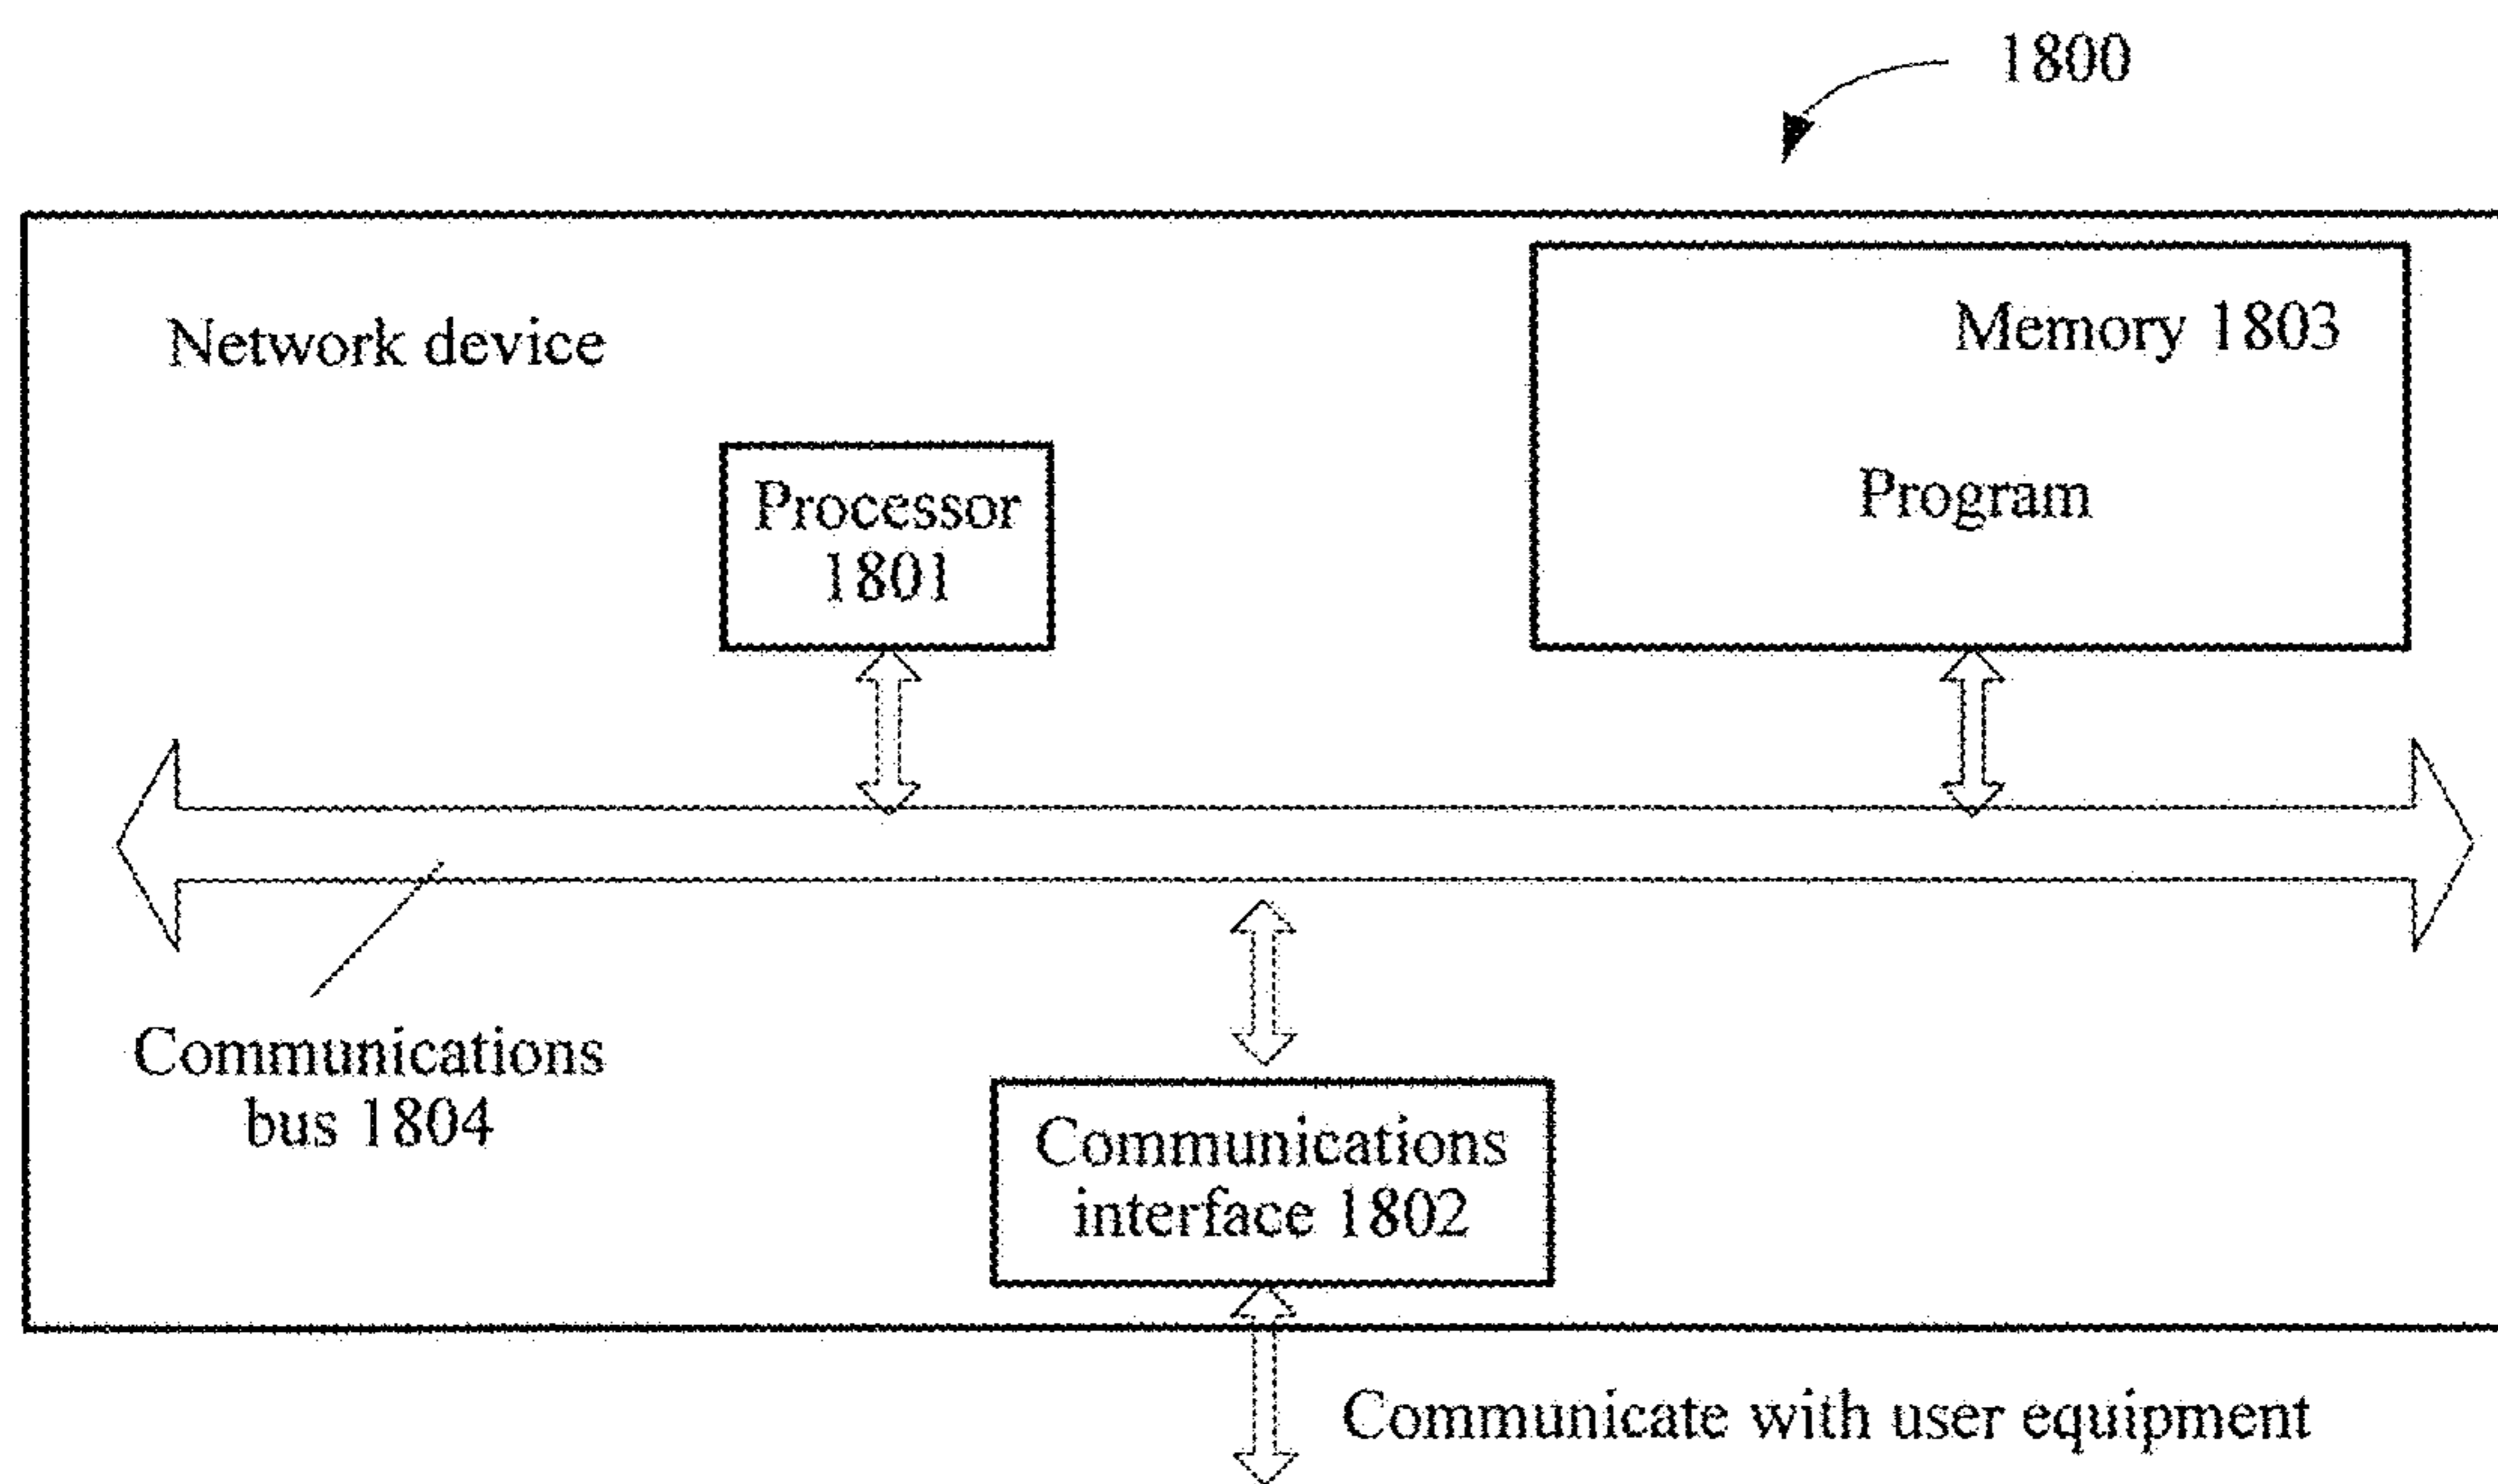 1800
Network device
Memory 1803
Program
Processor
1801
Communications
bus 1804
Communications
interface 1802
Communicate with user equipment